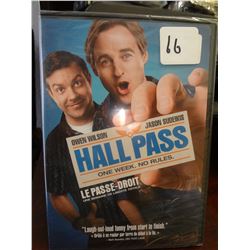 16
OWEN WILSON
JASON SUDEIKIS
HALL PASS
ONE WEEK. NO RULES.
LE PASSE-DROIT
"Laugh-out-loud funny from start to finish."